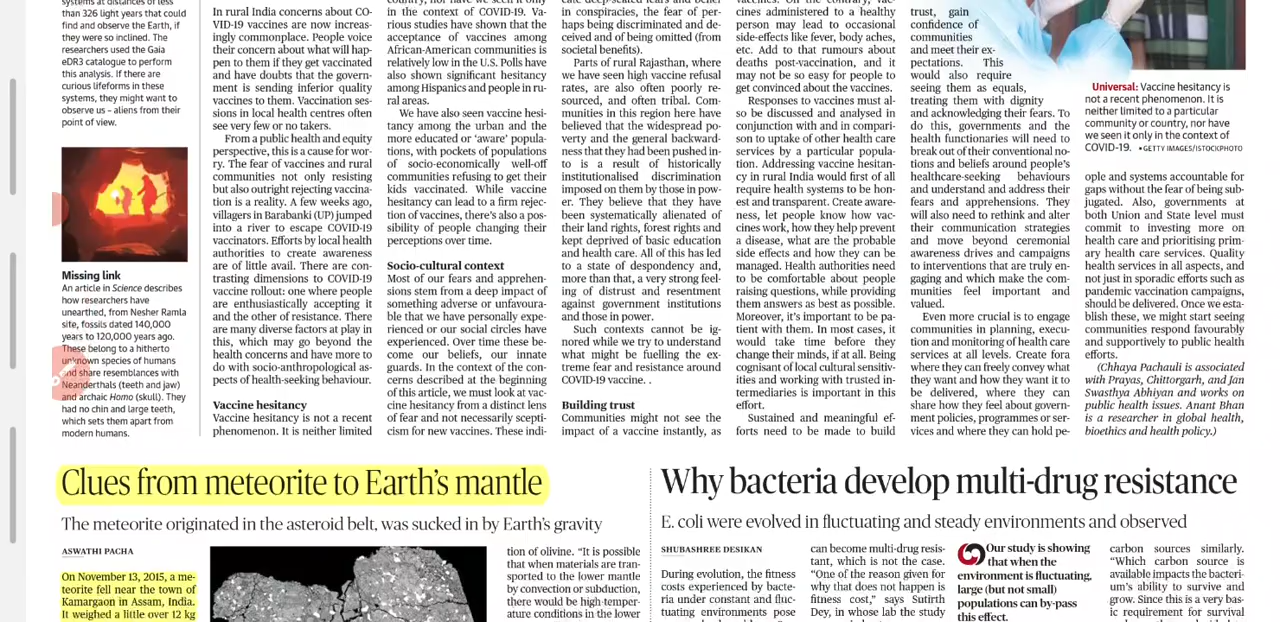 systems at distances of less
than 326 light years that could
find and observe the Earth, if
they were so inclined. The
researchers used the Gaia
eDR3 catalogue to perform
this analysis. If there are
curious lifeforms in these
systems, they might want to
observe us – aliens from their
point of view.
Missing link
An article in Science describes
how researchers have
unearthed, from Nesher Ramla
site, fossils dated 140,000
years to 120,000 years ago.
These belong to a hitherto
unknown species of humans
and share resemblances with
Neanderthals (teeth and jaw)
and archaic Homo (skull). They
had no chin and large teeth,
which sets them apart from
modern humans.
In rural India concerns about CO-
VID-19 vaccines are now increas-
ingly commonplace. People voice
their concern about what will hap-
pen to them if they get vaccinated
and have doubts that the govern-
ment is sending inferior quality
vaccines to them. Vaccination ses-
sions in local health centres often
see very few or no takers.
From a public health and equity
perspective, this is a cause for wor-
ry. The fear of vaccines and rural
communities not only resisting
but also outright rejecting vaccina-
tion is a reality. A few weeks ago,
villagers in Barabanki (UP) jumped
into a river to escape COVID-19
vaccinators. Efforts by local health
authorities to create awareness
are of little avail. There are con-
trasting dimensions to COVID-19
vaccine rollout: one where people
are enthusiastically accepting it
and the other of resistance. There
are many diverse factors at play in
this, which may go beyond the
health concerns and have more to
do with socio-anthropological as-
pects of health-seeking behaviour.
Vaccine hesitancy
Vaccine hesitancy is not a recent
phenomenon. It is neither limited
country, nor have we seen it only
in the context of COVID-19. Va-
rious studies have shown that the
acceptance of vaccines among
African-American communities is
relatively low in the U.S. Polls have
also shown significant hesitancy
among Hispanics and people in ru-
ral areas.
We have also seen vaccine hesi-
tancy among the urban and the
more educated or ‘aware’ popula-
tions, with pockets of populations
of socio-economically well-off
communities refusing to get their
kids vaccinated. While vaccine
hesitancy can lead to a firm rejec-
tion of vaccines, there’s also a pos-
sibility of people changing their
perceptions over time.
Socio-cultural context
Most of our fears and apprehen-
sions stem from a deep impact of
something adverse or unfavoura-
ble that we have personally expe-
rienced or our social circles have
experienced. Over time these be-
come our beliefs, our innate
guards. In the context of the con-
cerns described at the beginning
of this article, we must look at vac-
cine hesitancy from a distinct lens
of fear and not necessarily scepti-
cism for new vaccines. These indi-
cate deep-seated fears and belief
in conspiracies, the fear of per-
haps being discriminated and de-
ceived and of being omitted (from
societal benefits).
Parts of rural Rajasthan, where
we have seen high vaccine refusal
rates, are also often poorly re-
sourced, and often tribal. Com-
munities in this region here have
believed that the widespread po-
verty and the general backward-
ness that they had been pushed in-
to is a result of historically
institutionalised discrimination
imposed on them by those in pow-
er. They believe that they have
been systematically alienated of
their land rights, forest rights and
kept deprived of basic education
and health care. All of this has led
to a state of despondency and,
more than that, a very strong feel-
ing of distrust and resentment
against government institutions
and those in power.
Such contexts cannot be ig-
nored while we try to understand
what might be fuelling the ex-
treme fear and resistance around
COVID-19 vaccine. .
Building trust
Communities might not see the
impact of a vaccine instantly, as
vaccines. On the contrary, vac-
cines administered to a healthy
person may lead to occasional
side-effects like fever, body aches,
etc. Add to that rumours about
deaths post-vaccination, and it
may not be so easy for people to
get convinced about the vaccines.
Responses to vaccines must al-
so be discussed and analysed in
conjunction with and in compari-
son to uptake of other health care
services by a particular popula-
tion. Addressing vaccine hesitan-
cy in rural India would first of all
require health systems to be hon-
est and transparent. Create aware-
ness, let people know how vac-
cines work, how they help prevent
a disease, what are the probable
side effects and how they can be
managed. Health authorities need
to be comfortable about people
raising questions, while providing
them answers as best as possible.
Moreover, it’s important to be pa-
tient with them. In most cases, it
would take time before they
change their minds, if at all. Being
cognisant of local cultural sensitiv-
ities and working with trusted in-
termediaries is important in this
effort.
Sustained and meaningful ef-
forts need to be made to build
trust, gain
confidence of
communities
and meet their ex-
pectations. This
would also require
seeing them as equals,
treating them with dignity
and acknowledging their fears. To
do this, governments and the
health functionaries will need to
break out of their conventional no-
tions and beliefs around people’s
healthcare-seeking behaviours
and understand and address their
fears and apprehensions. They
will also need to rethink and alter
their communication strategies
and move beyond ceremonial
awareness drives and campaigns
to interventions that are truly en-
gaging and which make the com-
munities feel important and
valued.
Even more crucial is to engage
communities in planning, execu-
tion and monitoring of health care
services at all levels. Create fora
where they can freely convey what
they want and how they want it to
be delivered, where they can
share how they feel about govern-
ment policies, programmes or ser-
vices and where they can hold pe-
Universal: Vaccine hesitancy is
not a recent phenomenon. It is
neither limited to a particular
community or country, nor have
we seen it only in the context of
COVID-19. • GETTY IMAGES/ISTOCKPHOTO
ople and systems accountable for
gaps without the fear of being sub-
jugated. Also, governments at
both Union and State level must
commit to investing more on
health care and prioritising prim-
ary health care services. Quality
health services in all aspects, and
not just in sporadic efforts such as
pandemic vaccination campaigns,
should be delivered. Once we esta-
blish these, we might start seeing
communities respond favourably
and supportively to public health
efforts.
(Chhaya Pachauli is associated
with Prayas, Chittorgarh, and Jan
Swasthya Abhiyan and works on
public health issues. Anant Bhan
is a researcher in global health,
bioethics and health policy.)
Clues from meteorite to Earth’s mantle
The meteorite originated in the asteroid belt, was sucked in by Earth’s gravity
ASWATHI PACHA
On November 13, 2015, a me-
teorite fell near the town of
Kamargaon in Assam, India.
It weighed a little over 12 kg
tion of olivine. “It is possible
that when materials are tran-
sported to the lower mantle
by convection or subduction,
there would be high-temper-
ature conditions in the lower
Why bacteria develop multi-drug resistance
E. coli were evolved in fluctuating and steady environments and observed
SHUBASHREE DESIKAN
During evolution, the fitness
costs experienced by bacte-
ria under constant and fluc-
tuating environments pose
can become multi-drug resis-
tant, which is not the case.
“One of the reason given for
why that does not happen is
fitness cost,” says Sutirth
Dey, in whose lab the study
Our study is showing
that when the
environment is fluctuating,
large (but not small)
populations can by-pass
this effect.
carbon sources similarly.
“Which carbon source is
available impacts the bacteri-
um’s ability to survive and
grow. Since this is a very bas-
ic requirement for survival